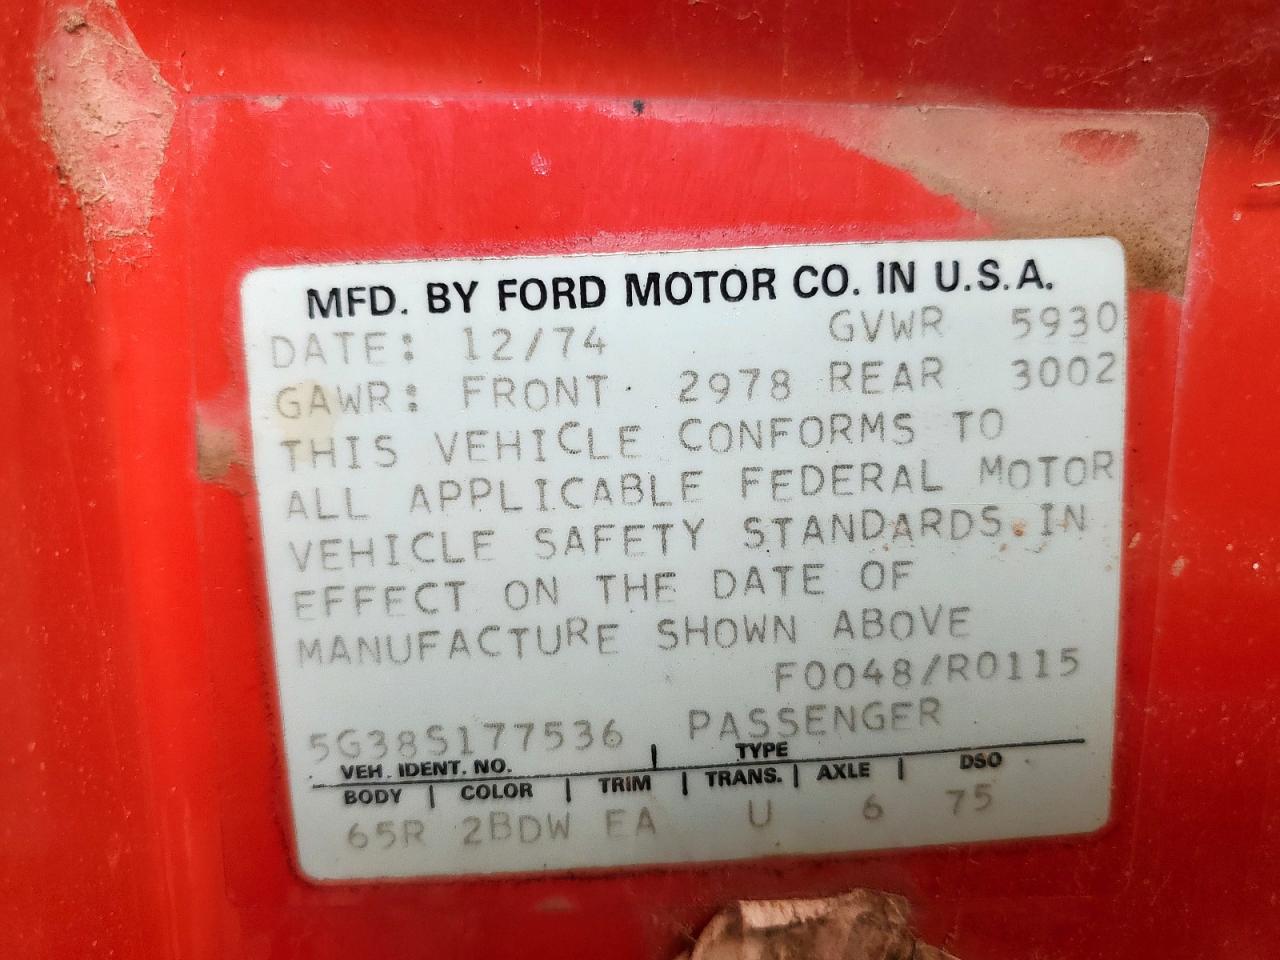 MFD. BY FORD MOTOR CO. IN U.S.A.
DATE: 12/74 GVWR 5930
GAWR: FRONT 2978 REAR 3002
THIS VEHICLE CONFORMS TO
ALL APPLICABLE FEDERAL MOTOR
VEHICLE SAFETY STANDARDS IN
EFFECT ON THE DATE OF
MANUFACTURE SHOWN ABOVE
F0048/R0115
5G38S177536 PASSENGER
VEH. IDENT. NO. | TYPE
BODY | COLOR | TRIM | TRANS. | AXLE | DSO
65R 2BDW EA U 6 75